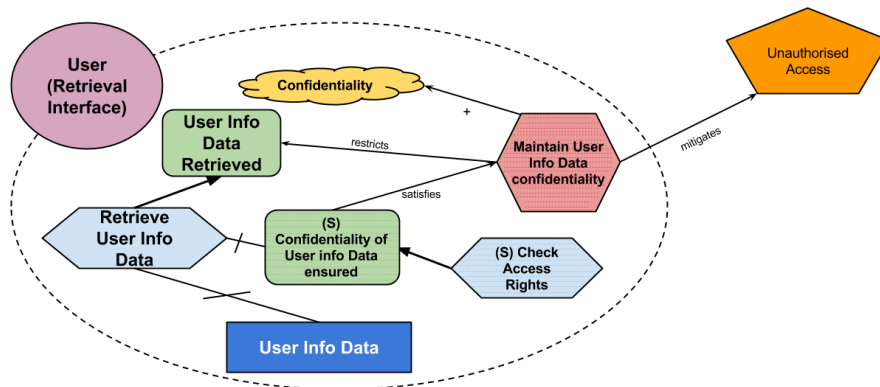 User
(Retrieval
Interface)
Unauthorised
Access
Confidentiality
+
User Info
Data
Retrieved
restricts
Maintain User
Info Data
confidentiality
mitigates
satisfies
Retrieve
User Info
Data
(S)
Confidentiality of
User info Data
ensured
(S) Check
Access
Rights
User Info Data